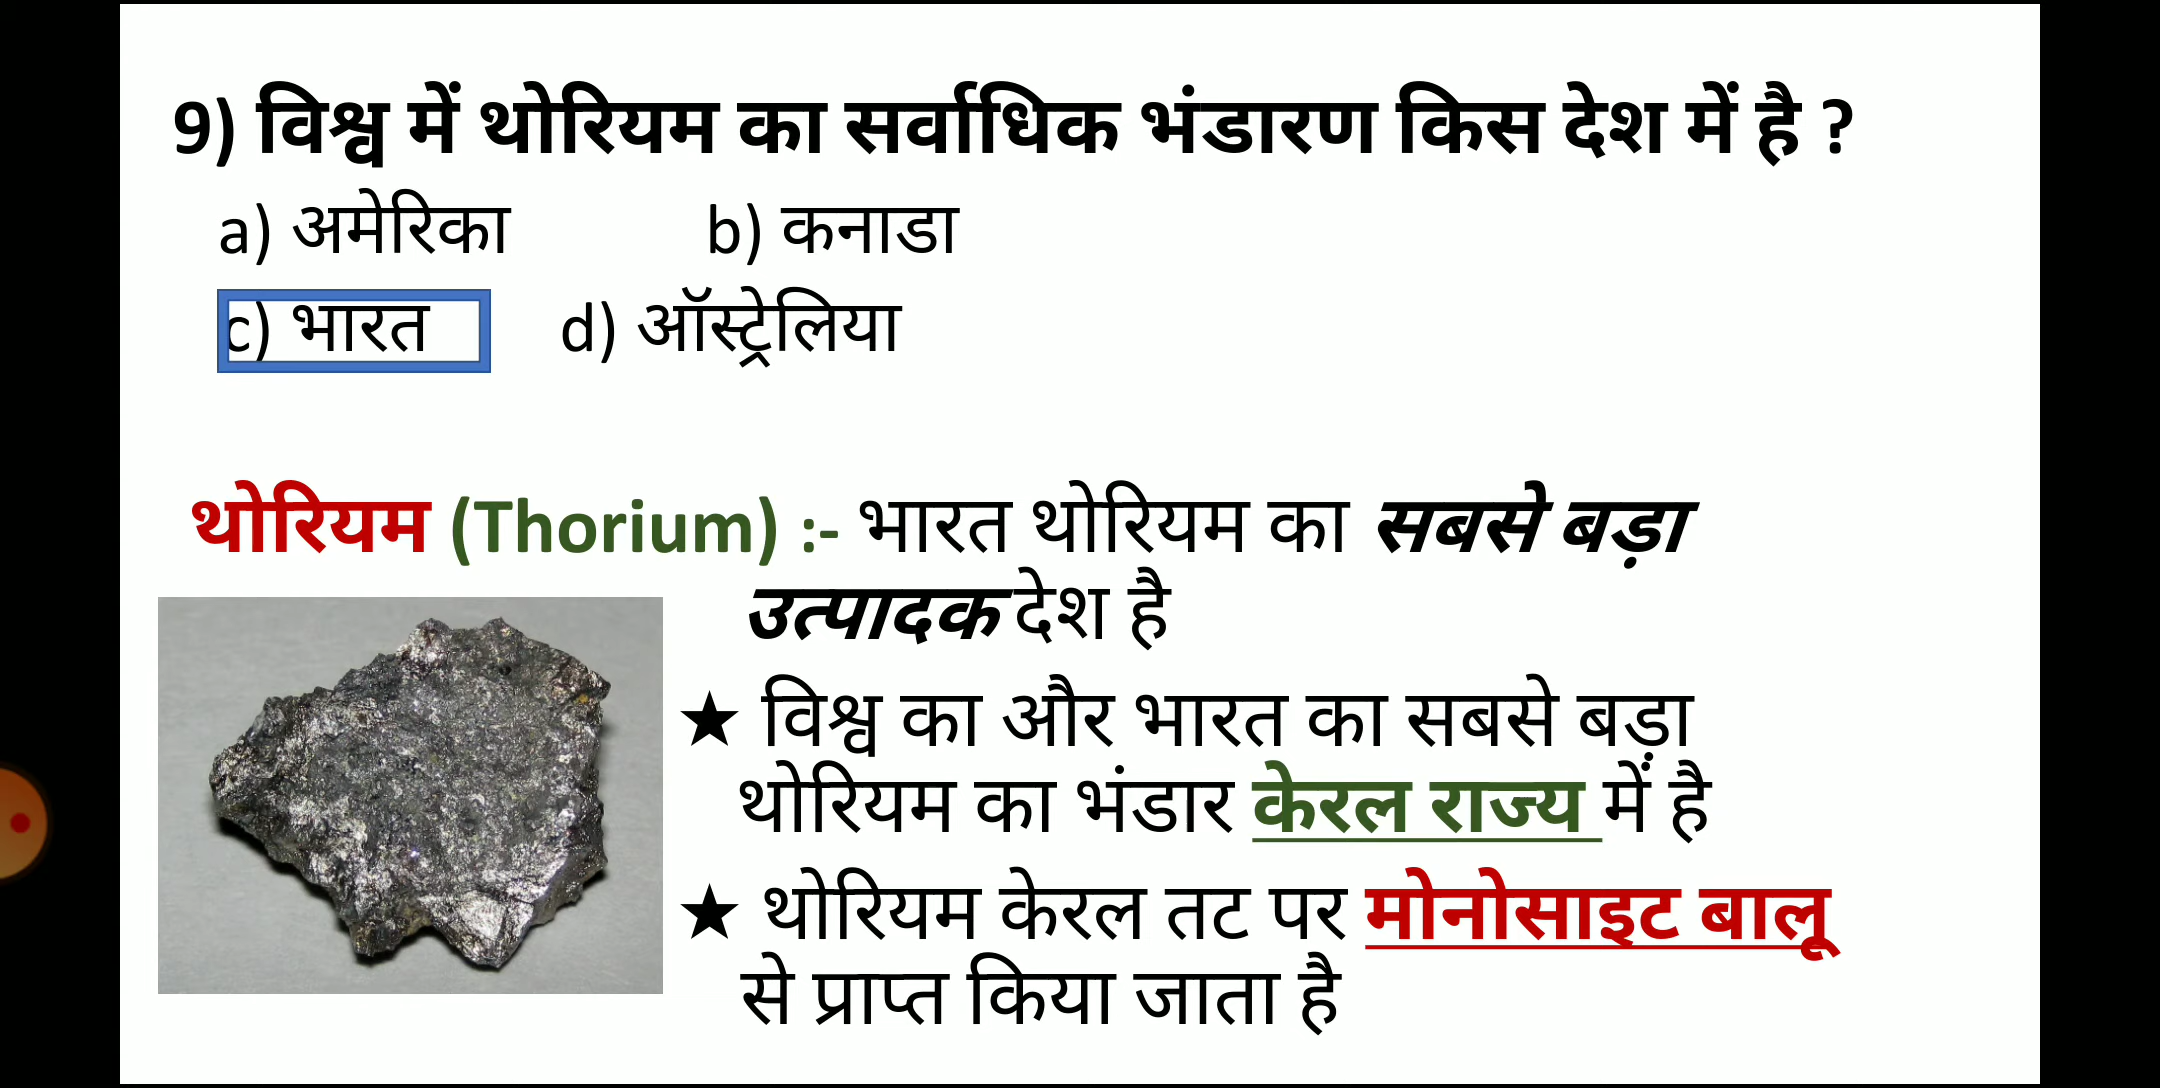 9) विश्व में थोरियम का सर्वाधिक भंडारण किस देश में है ?
a) अमेरिका b) कनाडा
c) भारत d) ऑस्ट्रेलिया
थोरियम (Thorium) :- भारत थोरियम का सबसे बड़ा
उत्पादक देश है
★ विश्व का और भारत का सबसे बड़ा
थोरियम का भंडार केरल राज्य में है
★ थोरियम केरल तट पर मोनोसाइट बालू
से प्राप्त किया जाता है